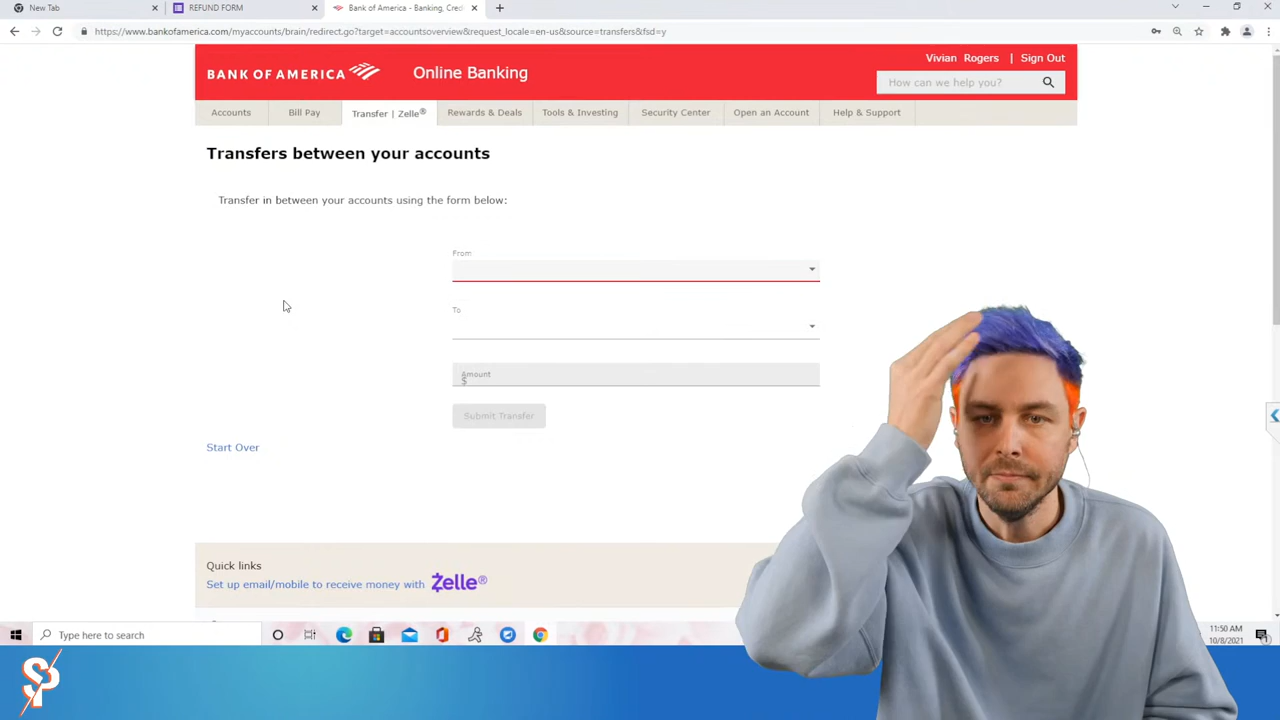 New Tab
REFUND FORM
Bank of America - Banking, Cred
https://www.bankofamerica.com/myaccounts/brain/redirect.go?target=accountsoverview&request_locale=en-us&source=transfers&fsd=y
BANK OF AMERICA
Online Banking
Vivian Rogers | Sign Out
How can we help you?
Accounts
Bill Pay
Transfer | Zelle®
Rewards & Deals
Tools & Investing
Security Center
Open an Account
Help & Support
Transfers between your accounts
Transfer in between your accounts using the form below:
From
To
Amount
$
Submit Transfer
Start Over
Quick links
Set up email/mobile to receive money with Zelle®
Type here to search
11:50 AM
10/8/2021